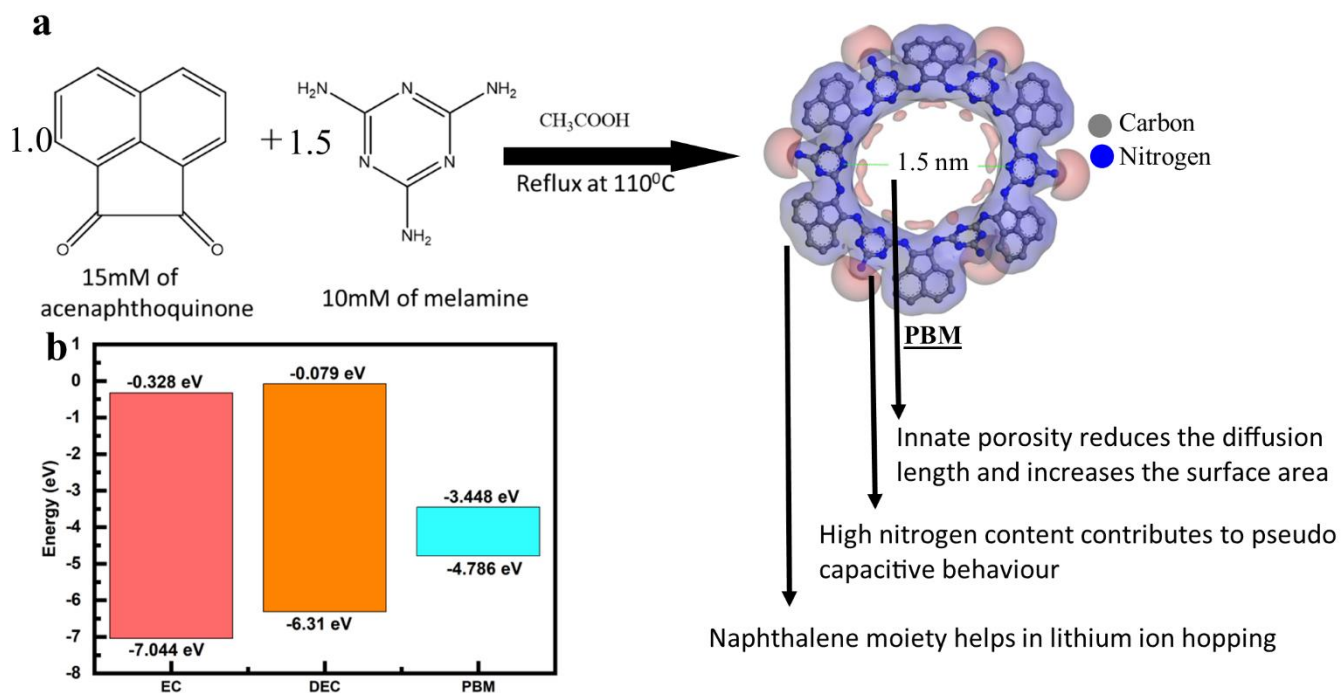 a
1.0
O
O
15mM of
acenaphthoquinone
+ 1.5
H₂N
NH₂
N
N
N
NH₂
10mM of melamine
CH₃COOH
Reflux at 110⁰C
1.5 nm
Carbon
Nitrogen
PBM
Innate porosity reduces the diffusion
length and increases the surface area
High nitrogen content contributes to pseudo
capacitive behaviour
Naphthalene moiety helps in lithium ion hopping
b
Energy (eV)
1
0
-1
-2
-3
-4
-5
-6
-7
-8
-0.328 eV
-7.044 eV
-0.079 eV
-6.31 eV
-3.448 eV
-4.786 eV
EC
DEC
PBM